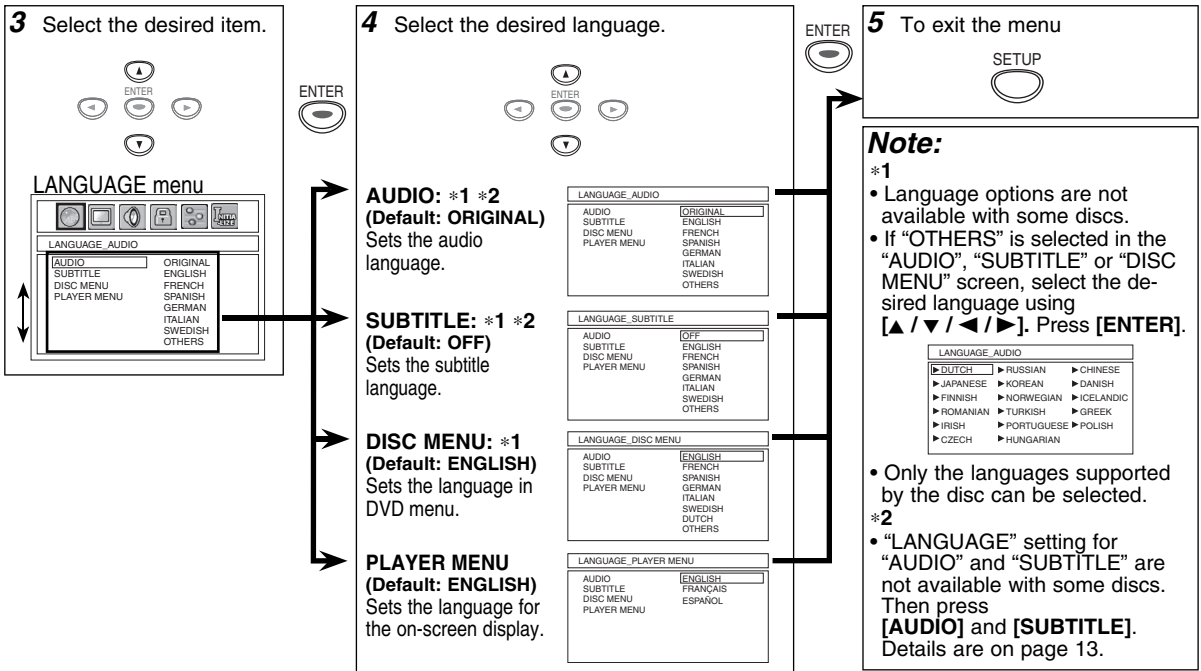 3 Select the desired item.
ENTER
ENTER
LANGUAGE menu
INITIA
-LIZE
LANGUAGE_AUDIO
AUDIO ORIGINAL
SUBTITLE ENGLISH
DISC MENU FRENCH
PLAYER MENU SPANISH
GERMAN
ITALIAN
SWEDISH
OTHERS
4 Select the desired language.
ENTER
ENTER
AUDIO: *1 *2
(Default: ORIGINAL)
Sets the audio
language.
LANGUAGE_AUDIO
AUDIO ORIGINAL
SUBTITLE ENGLISH
DISC MENU FRENCH
PLAYER MENU SPANISH
GERMAN
ITALIAN
SWEDISH
OTHERS
SUBTITLE: *1 *2
(Default: OFF)
Sets the subtitle
language.
LANGUAGE_SUBTITLE
AUDIO OFF
SUBTITLE ENGLISH
DISC MENU FRENCH
PLAYER MENU SPANISH
GERMAN
ITALIAN
SWEDISH
OTHERS
DISC MENU: *1
(Default: ENGLISH)
Sets the language in
DVD menu.
LANGUAGE_DISC MENU
AUDIO ENGLISH
SUBTITLE FRENCH
DISC MENU SPANISH
PLAYER MENU GERMAN
ITALIAN
SWEDISH
DUTCH
OTHERS
PLAYER MENU
(Default: ENGLISH)
Sets the language for
the on-screen display.
LANGUAGE_PLAYER MENU
AUDIO ENGLISH
SUBTITLE FRANÇAIS
DISC MENU ESPAÑOL
PLAYER MENU
5 To exit the menu
SETUP
Note:
*1
• Language options are not
available with some discs.
• If “OTHERS” is selected in the
“AUDIO”, “SUBTITLE” or “DISC
MENU” screen, select the de-
sired language using
[▲ / ▼ / ◀ / ▶]. Press [ENTER].
LANGUAGE_AUDIO
▶ DUTCH ▶ RUSSIAN ▶ CHINESE
▶ JAPANESE ▶ KOREAN ▶ DANISH
▶ FINNISH ▶ NORWEGIAN ▶ ICELANDIC
▶ ROMANIAN ▶ TURKISH ▶ GREEK
▶ IRISH ▶ PORTUGUESE ▶ POLISH
▶ CZECH ▶ HUNGARIAN
• Only the languages supported
by the disc can be selected.
*2
• “LANGUAGE” setting for
“AUDIO” and “SUBTITLE” are
not available with some discs.
Then press
[AUDIO] and [SUBTITLE].
Details are on page 13.